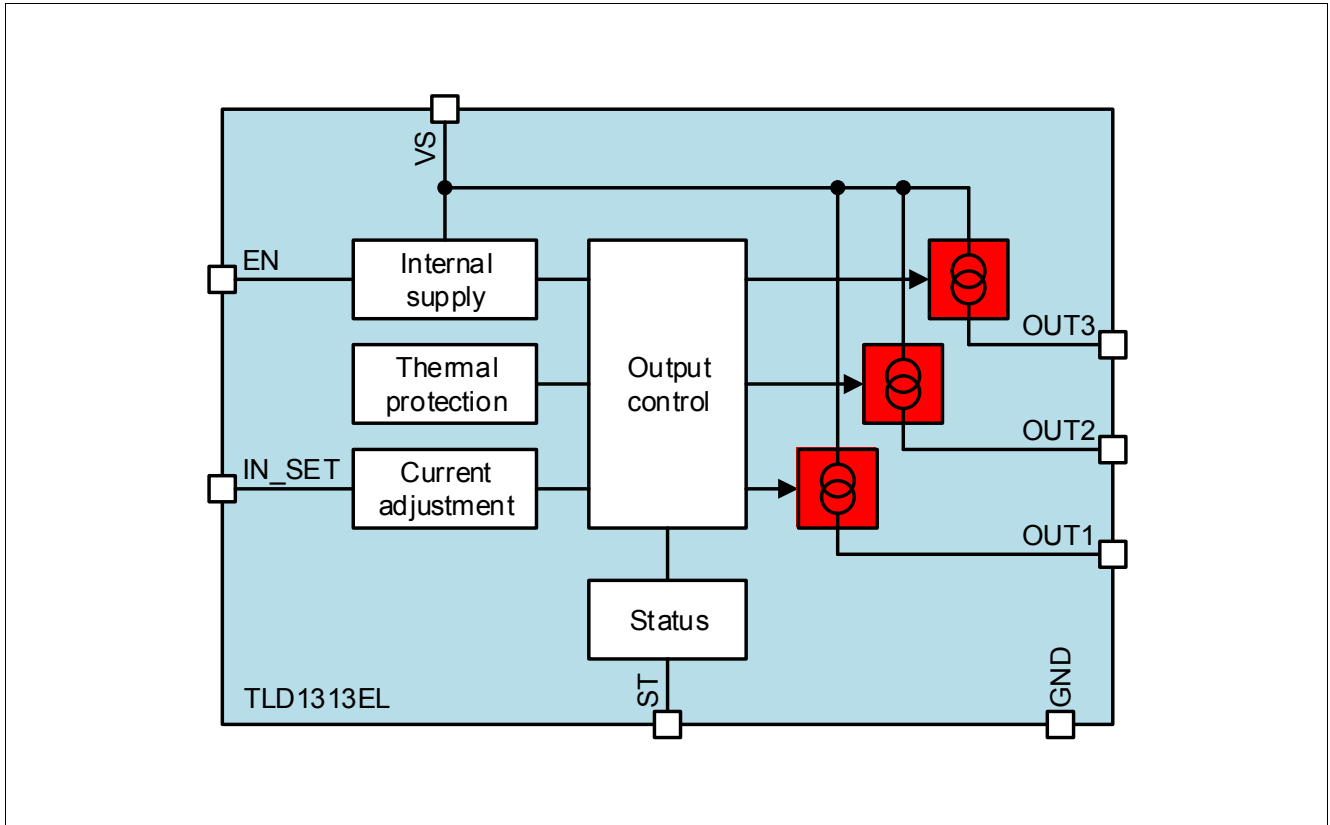 VS
EN
Internal
supply
Thermal
protection
Output
control
IN_SET
Current
adjustment
OUT3
OUT2
OUT1
Status
ST
GND
TLD1313EL